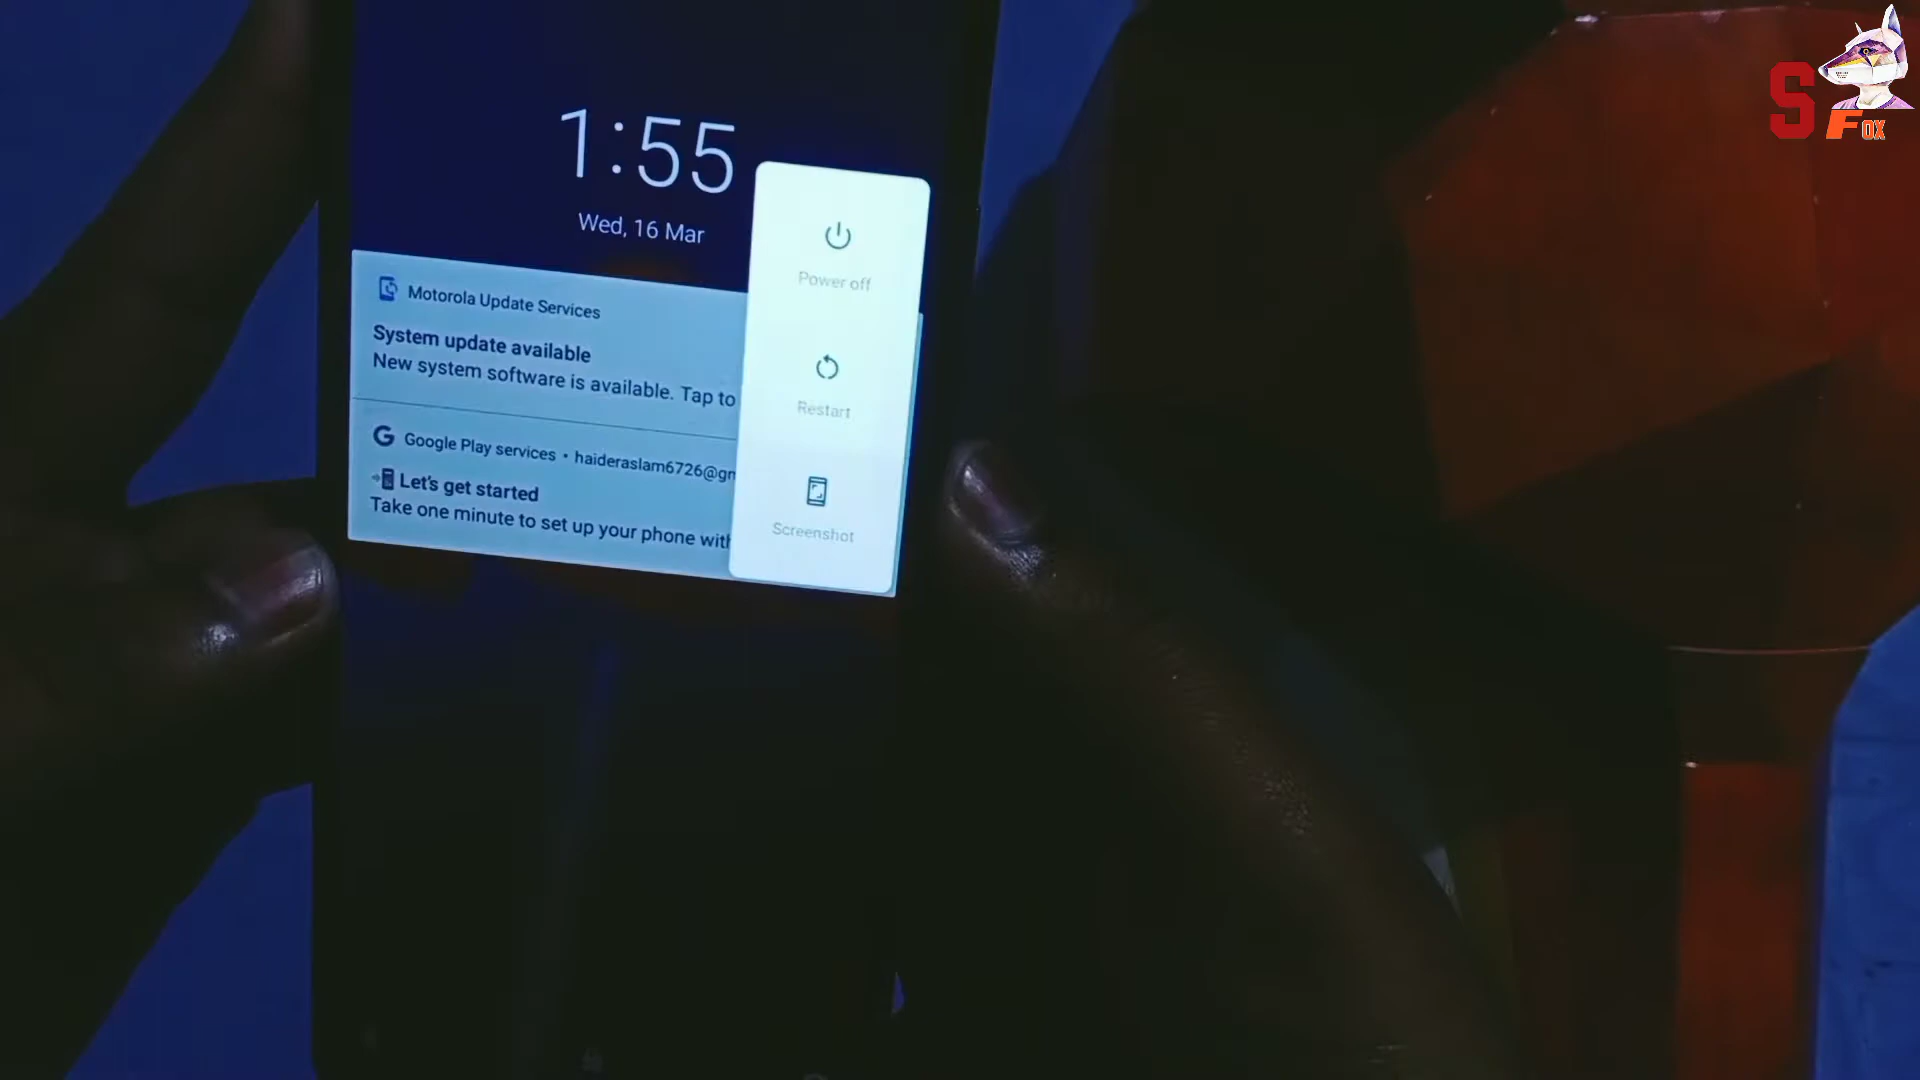 S
Fox
1:55
Wed, 16 Mar
Power off
Restart
Screenshot
Motorola Update Services
System update available
New system software is available. Tap to
Google Play services • haideraslam6726@gm
Let's get started
Take one minute to set up your phone with